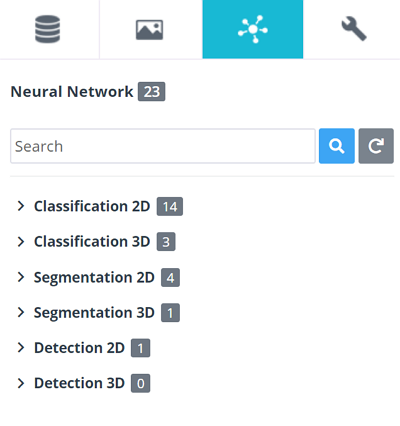 Neural Network 23
Search
Classification 2D 14
Classification 3D 3
Segmentation 2D 4
Segmentation 3D 1
Detection 2D 1
Detection 3D 0